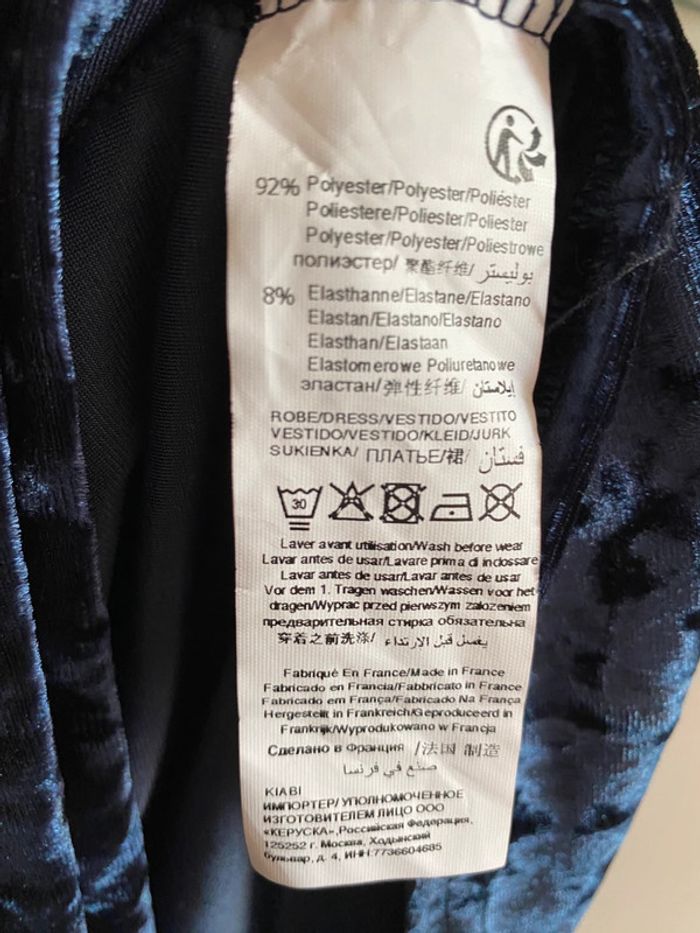 92% Polyester/Polyester/Poliéster
Poliestere/Poliester/Poliester
Polyester/Polyester/Poliestrowe
полиэстер/ 聚酯纤维/ بوليستر
8% Elasthanne/Elastane/Elastano
Elastan/Elastano/Elastano
Elasthan/Elastaan
Elastomerowe Poliuretanowe
эластан/弹性纤维/ إيلاستان
ROBE/DRESS/VESTIDO/VESTITO
VESTIDO/VESTIDO/KLEID/JURK
SUKIENKA/ ПЛАТЬЕ/裙/ فستان
30
Laver avant utilisation/Wash before wear
Lavar antes de usar/Lavare prima di indossare
Lavar antes de usar/Lavar antes de usar
Vor dem 1. Tragen waschen/Wassen voor het
dragen/Wyprac przed pierwszym zalozeniem
предварительная стирка обязательна
穿着之前洗涤/ يغسل قبل الارتداء
Fabriqué En France/Made in France
Fabricado en Francia/Fabbricato in France
Fabricado em França/Fabricado Na França
Hergestellt in Frankreich/Geproduceerd in
Frankrijk/Wyprodukowano w Francja
Сделано в Франция /法国 制造
صنع في فرنسا
KIABI
ИМПОРТЕР/ УПОЛНОМОЧЕННОЕ
ИЗГОТОВИТЕЛЕМ ЛИЦО ООО
«КЕРУСКА»,Российская Федерация,
125252 г. Москва, Ходынский
бульвар, д. 4, ИНН:7736604685